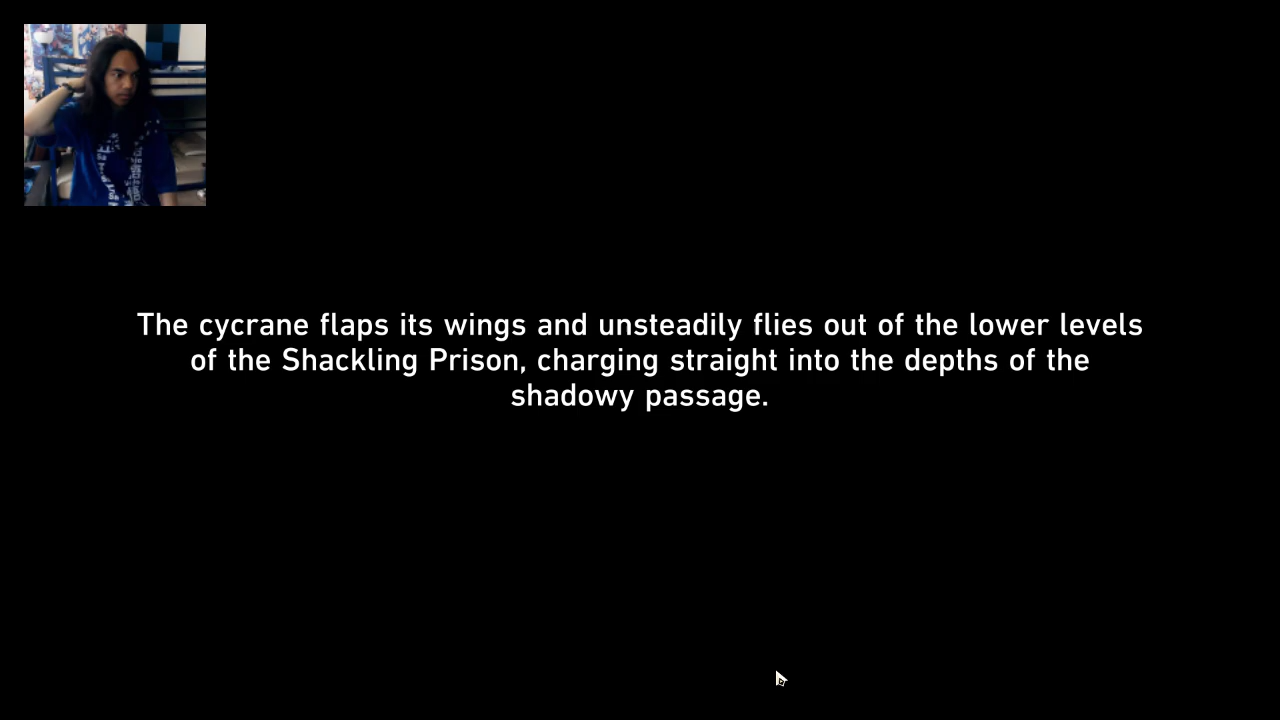 The cycrane flaps its wings and unsteadily flies out of the lower levels
of the Shackling Prison, charging straight into the depths of the
shadowy passage.